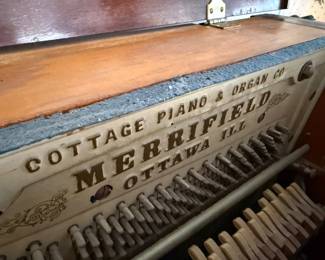 COTTAGE PIANO & ORGAN CO.
MERRIFIELD
OTTAWA ILL